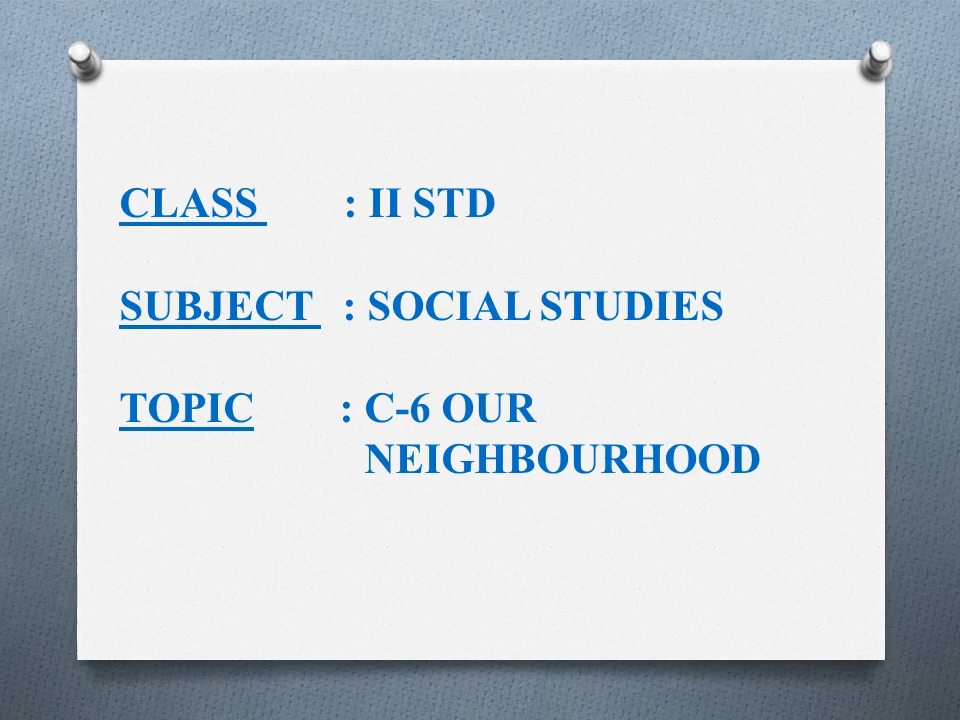 CLASS : II STD
SUBJECT : SOCIAL STUDIES
TOPIC : C-6 OUR
NEIGHBOURHOOD